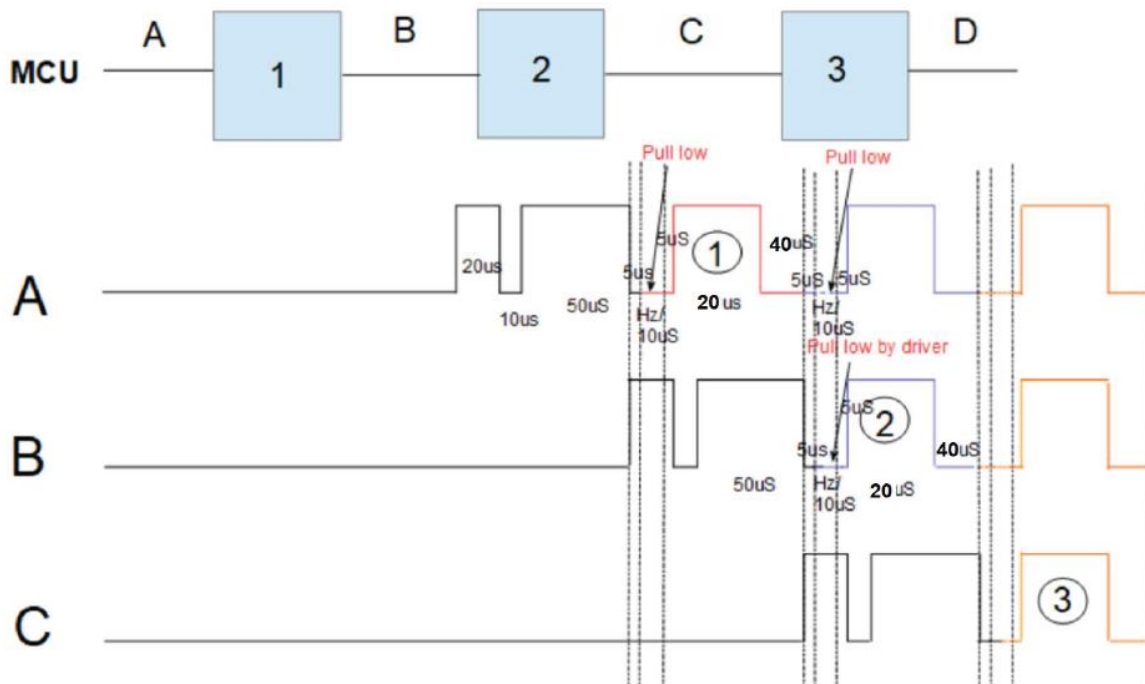 A
B
C
D
MCU
1
2
3
Pull low
Pull low
A
20us
10us
50uS
5us
Hz/
10uS
5uS
1
20 us
40uS
5uS
5uS
Hz/
10uS
Pull low by driver
B
50uS
5us
Hz/
10uS
5uS
2
20 uS
40uS
C
3